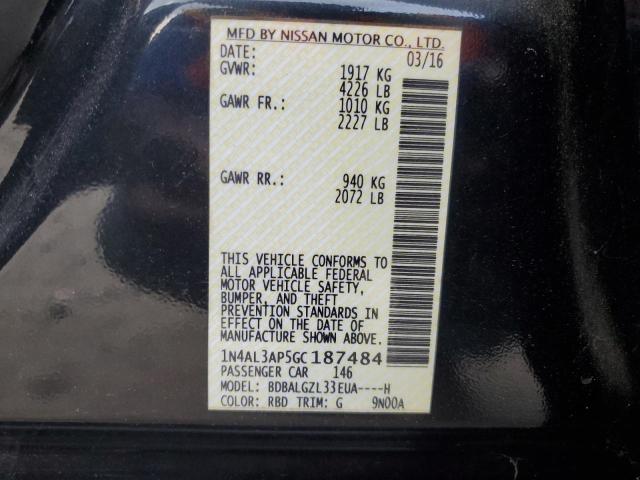 MFD BY NISSAN MOTOR CO., LTD.
DATE: 03/16
GVWR: 1917 KG
4226 LB
GAWR FR.: 1010 KG
2227 LB
GAWR RR.: 940 KG
2072 LB
THIS VEHICLE CONFORMS TO
ALL APPLICABLE FEDERAL
MOTOR VEHICLE SAFETY,
BUMPER, AND THEFT
PREVENTION STANDARDS IN
EFFECT ON THE DATE OF
MANUFACTURE SHOWN ABOVE.
1N4AL3AP5GC187484
PASSENGER CAR 146
MODEL: BDBALGZL33EUA----H
COLOR: RBD TRIM: G 9N00A